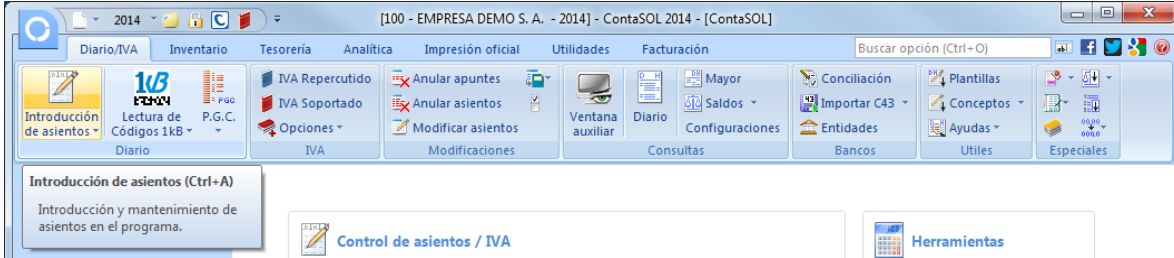 2014
[100 - EMPRESA DEMO S. A. - 2014] - ContaSOL 2014 - [ContaSOL]
Diario/IVA Inventario Tesorería Analítica Impresión oficial Utilidades Facturación Buscar opción (Ctrl+O)
Introducción de asientos
1kB
Lectura de Códigos 1kB
PGC
P.G.C.
Diario
IVA Repercutido
IVA Soportado
Opciones
IVA
Anular apuntes
Anular asientos
Modificar asientos
Modificaciones
Ventana auxiliar
Diario
Mayor
Saldos
Configuraciones
Consultas
Conciliación
Importar C43
Entidades
Bancos
Plantillas
Conceptos
Ayudas
Utiles
Especiales
Introducción de asientos (Ctrl+A)
Introducción y mantenimiento de
asientos en el programa.
Control de asientos / IVA
Herramientas